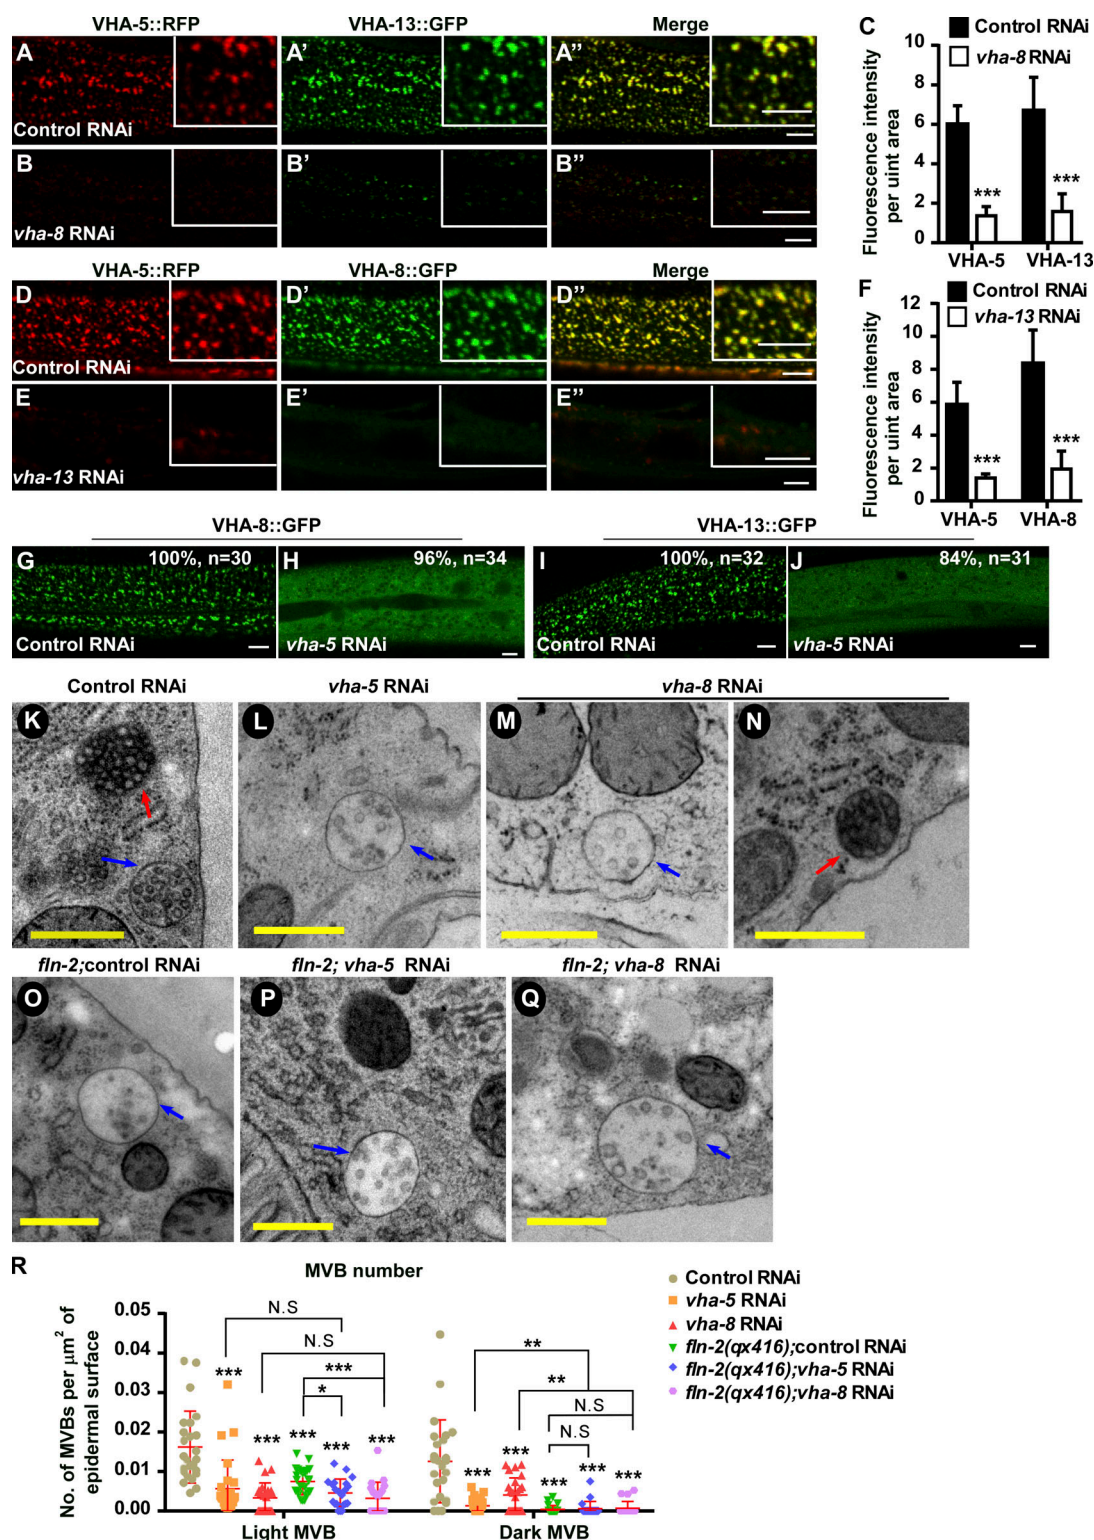 VHA-5::RFP VHA-13::GFP Merge
A A' A"
Control RNAi
B B' B"
vha-8 RNAi
C
Control RNAi
vha-8 RNAi
Fluorescence intensity
per uint area
10
8
6
4
2
0
*** ***
VHA-5 VHA-13
VHA-5::RFP VHA-8::GFP Merge
D D' D"
Control RNAi
E E' E"
vha-13 RNAi
F
Control RNAi
vha-13 RNAi
Fluorescence intensity
per uint area
12
10
8
6
4
2
0
*** ***
VHA-5 VHA-8
VHA-8::GFP VHA-13::GFP
G 100%, n=30 H 96%, n=34 I 100%, n=32 J 84%, n=31
Control RNAi vha-5 RNAi Control RNAi vha-5 RNAi
Control RNAi vha-5 RNAi vha-8 RNAi
K L M N
fln-2;control RNAi fln-2; vha-5 RNAi fln-2; vha-8 RNAi
O P Q
R
MVB number
No. of MVBs per μm2 of
epidermal surface
0.05
0.04
0.03
0.02
0.01
0.00
N.S
N.S
***
*
*** *** *** *** ***
**
**
N.S
N.S
*** *** *** *** ***
Light MVB Dark MVB
Control RNAi
vha-5 RNAi
vha-8 RNAi
fln-2(qx416);control RNAi
fln-2(qx416);vha-5 RNAi
fln-2(qx416);vha-8 RNAi